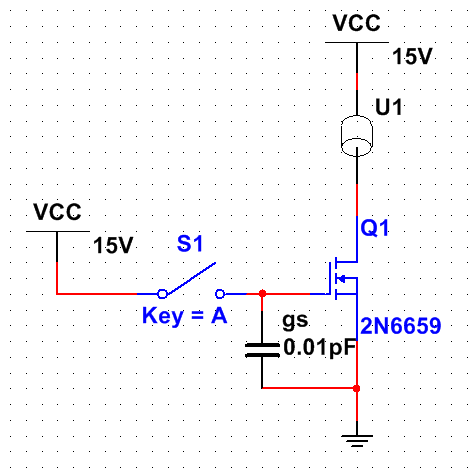 VCC
15V
U1
VCC
15V
S1
Key = A
Q1
gs
0.01pF
2N6659